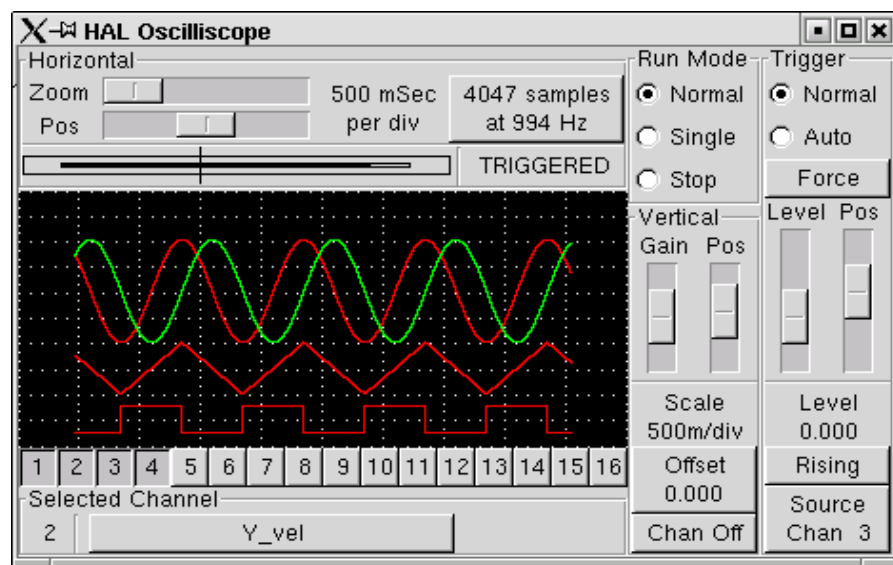 HAL Oscilliscope
Horizontal
Zoom
Pos
500 mSec
per div
4047 samples
at 994 Hz
TRIGGERED
Run Mode
Normal
Single
Stop
Trigger
Normal
Auto
Force
Vertical
Gain Pos
Level Pos
Scale
500m/div
Offset
0.000
Chan Off
Level
0.000
Rising
Source
Chan 3
1 2 3 4 5 6 7 8 9 10 11 12 13 14 15 16
Selected Channel
2 Y_vel